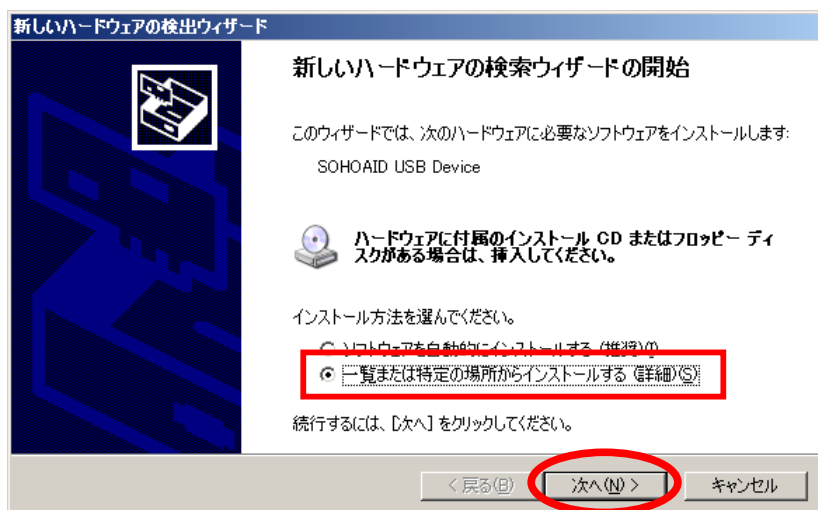 新しいハードウェアの検出ウィザード
新しいハードウェアの検索ウィザードの開始
このウィザードでは、次のハードウェアに必要なソフトウェアをインストールします:
SOHOAID USB Device
ハードウェアに付属のインストール CD またはフロッピー ディ
スクがある場合は、挿入してください。
インストール方法を選んでください。
ソフトウェアを自動的にインストールする (推奨)(I)
一覧または特定の場所からインストールする (詳細)(S)
続行するには、[次へ] をクリックしてください。
< 戻る(B)
次へ(N) >
キャンセル